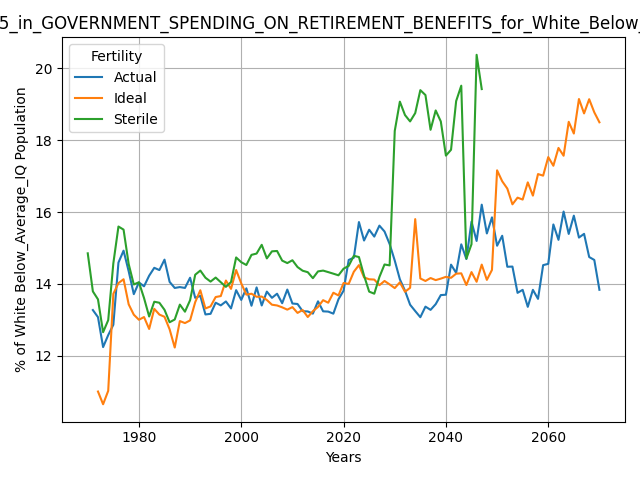 5_in_GOVERNMENT_SPENDING_ON_RETIREMENT_BENEFITS_for_White_Below_
Fertility
Actual
Ideal
Sterile
% of White Below_Average_IQ Population
20
18
16
14
12
1980
2000
2020
2040
2060
Years